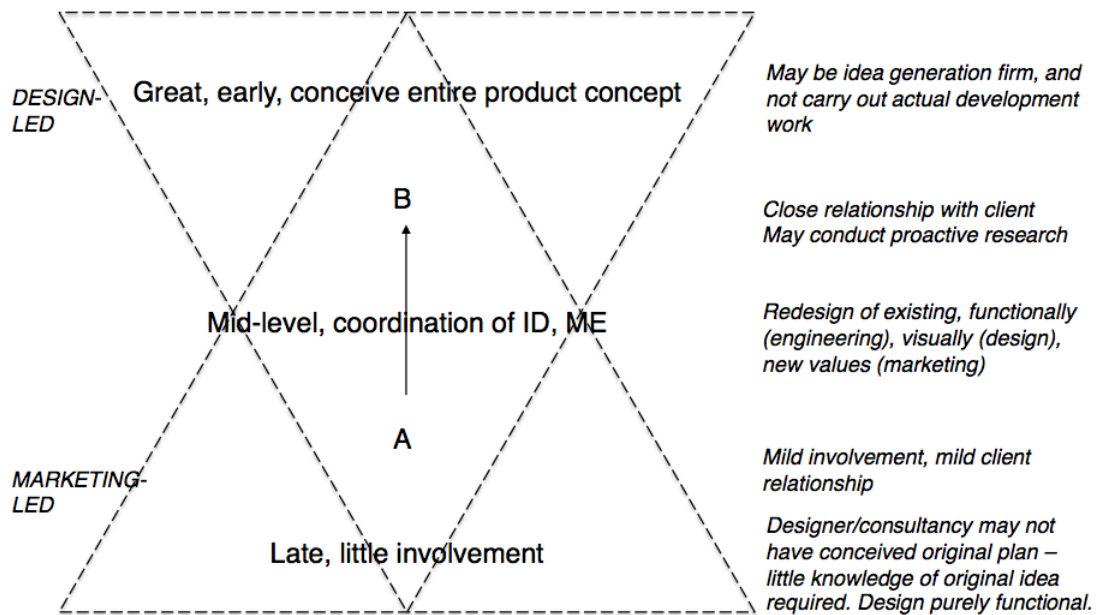 DESIGN-
LED
Great, early, conceive entire product concept
May be idea generation firm, and
not carry out actual development
work
B
Close relationship with client
May conduct proactive research
Mid-level, coordination of ID, ME
Redesign of existing, functionally
(engineering), visually (design),
new values (marketing)
A
MARKETING-
LED
Mild involvement, mild client
relationship
Late, little involvement
Designer/consultancy may not
have conceived original plan –
little knowledge of original idea
required. Design purely functional.